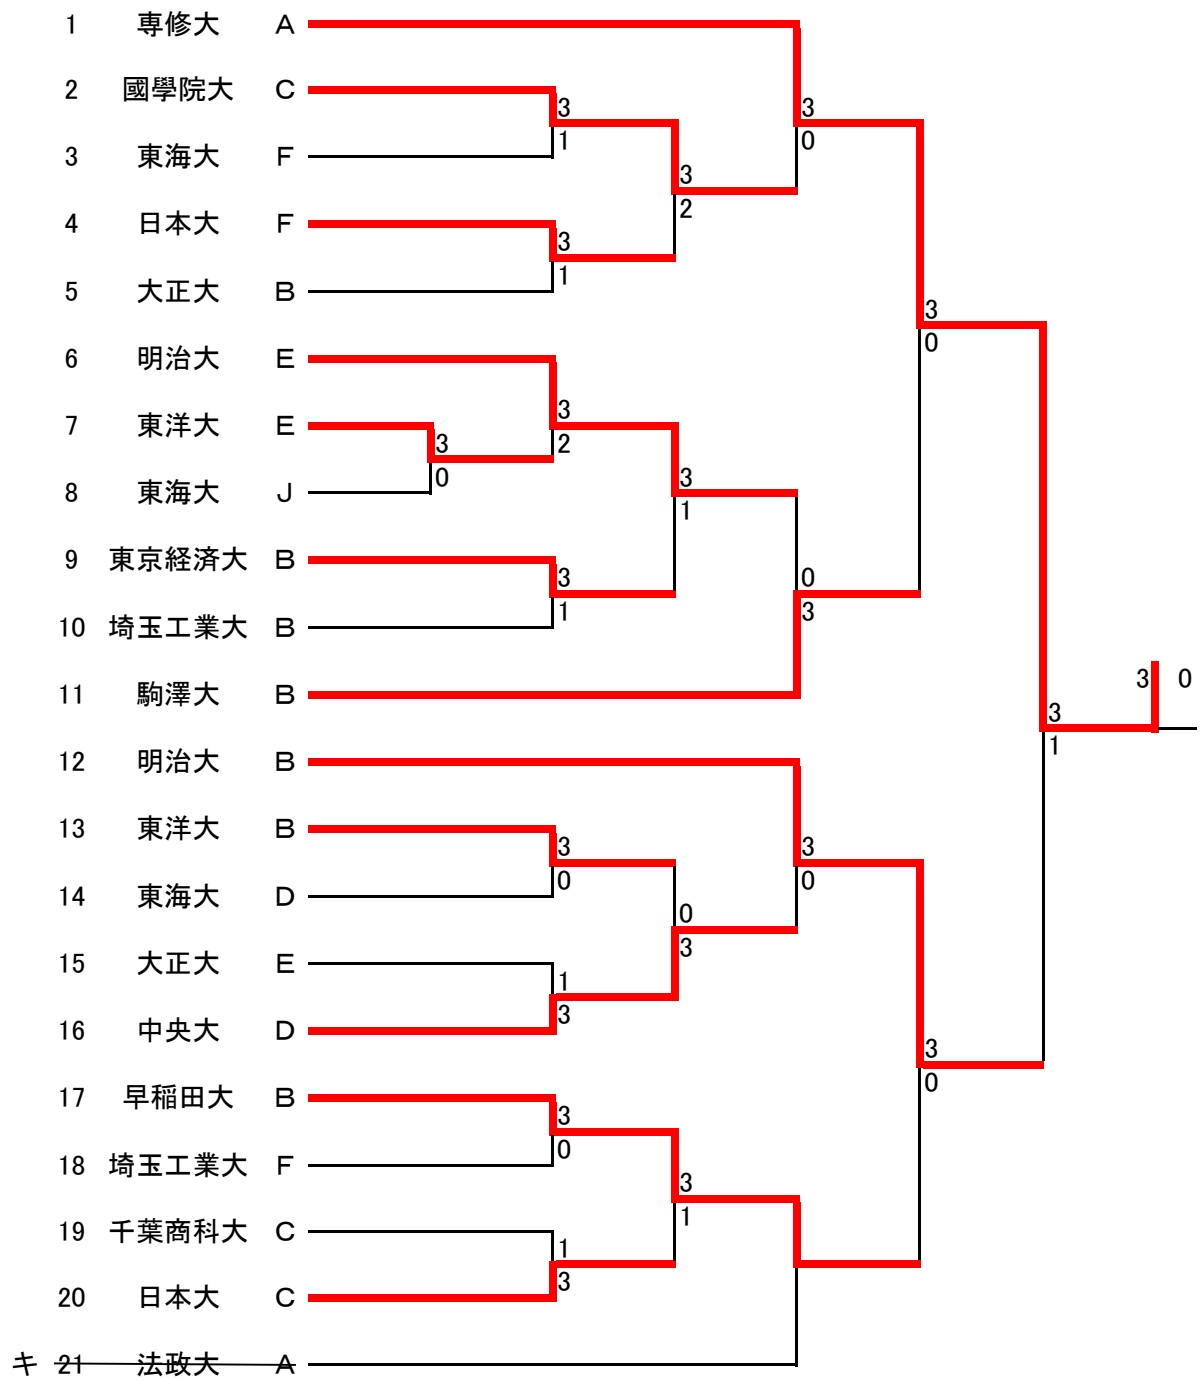 1 専修大 A
2 國學院大 C
3
1
3
0
3 東海大 F
3
2
4 日本大 F
3
1
5 大正大 B
3
0
6 明治大 E
3
2
7 東洋大 E
3
0
3
1
8 東海大 J
9 東京経済大 B
3
1
0
3
10 埼玉工業大 B
11 駒澤大 B
3 0
3
1
12 明治大 B
13 東洋大 B
3
0
3
0
14 東海大 D
0
3
15 大正大 E
1
3
16 中央大 D
3
0
17 早稲田大 B
3
0
18 埼玉工業大 F
3
1
19 千葉商科大 C
1
3
20 日本大 C
キ 21 法政大 A